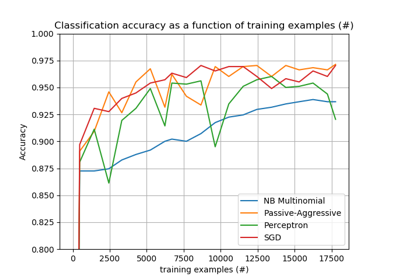 Classification accuracy as a function of training examples (#)
1.000
0.975
0.950
0.925
0.900
0.875
0.850
0.825
0.800
Accuracy
NB Multinomial
Passive-Aggressive
Perceptron
SGD
0 2500 5000 7500 10000 12500 15000 17500
training examples (#)